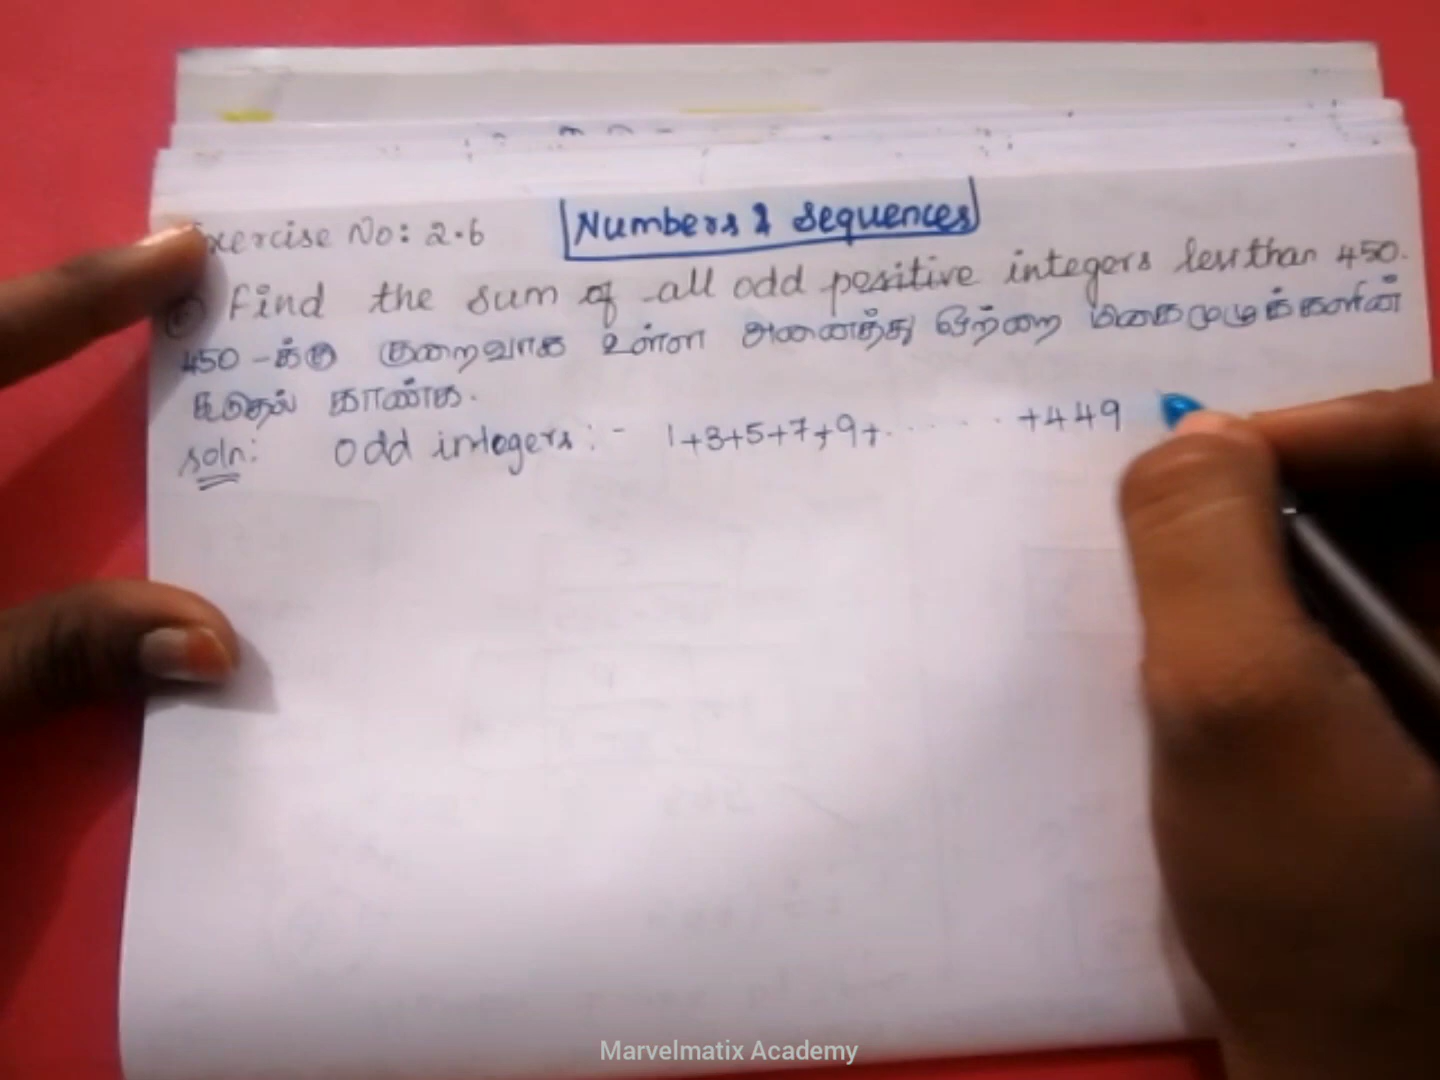 Exercise No: 2.6 Numbers & Sequences
Find the sum of all odd positive integers less than 450.
450 -க்கு குறைவாக உள்ள அனைத்து ஒற்றை மிகை முழுக்களின்
கூடுதல் காண்க.
soln: Odd integers:- 1+3+5+7+9+......+449
Marvelmatix Academy